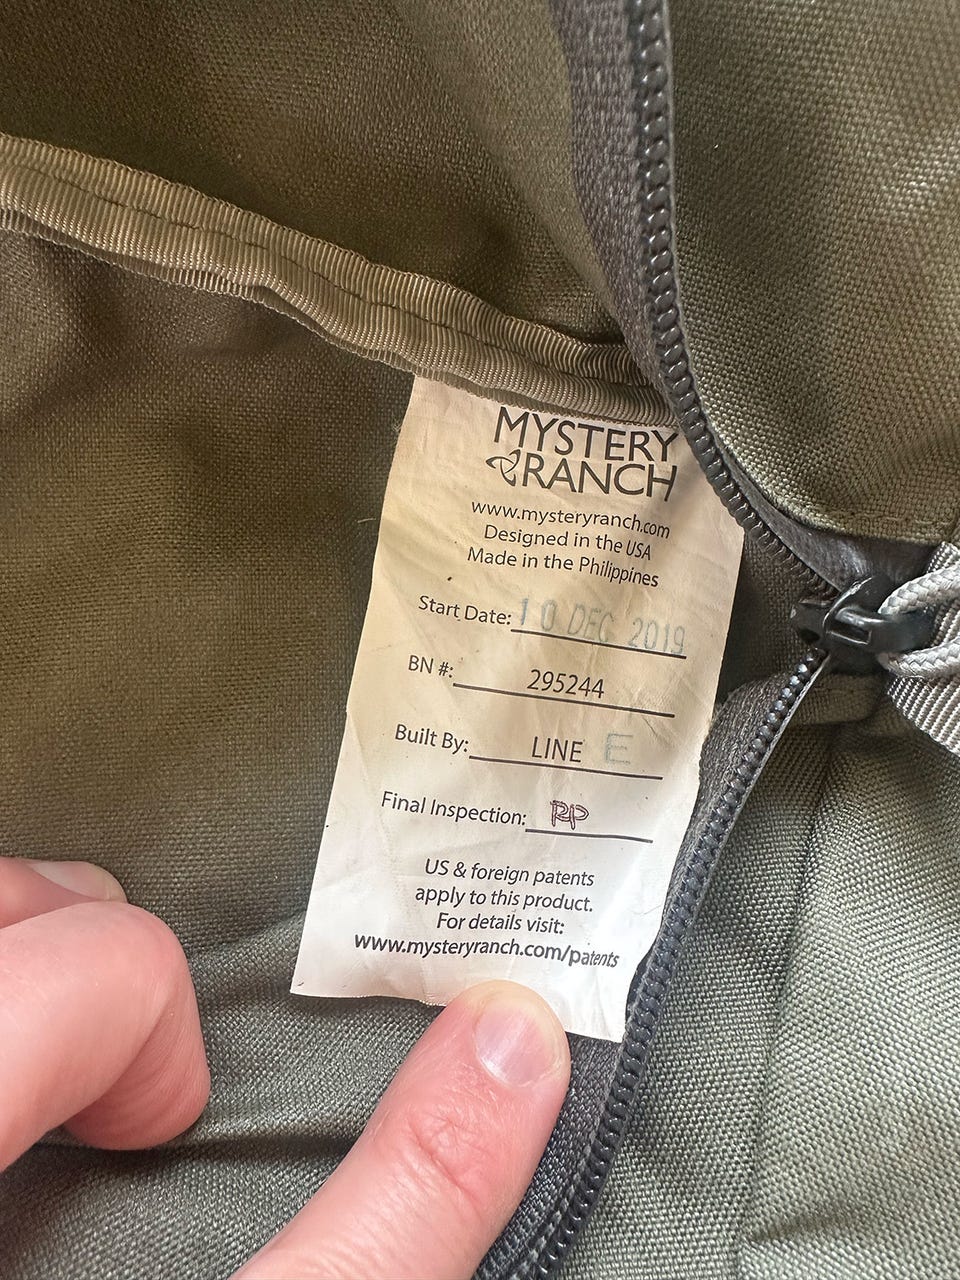 MYSTERY
RANCH
www.mysteryranch.com
Designed in the USA
Made in the Philippines
Start Date: 10 DEC 2019
BN #: 295244
Built By: LINE E
Final Inspection: RP
US & foreign patents
apply to this product.
For details visit:
www.mysteryranch.com/patents